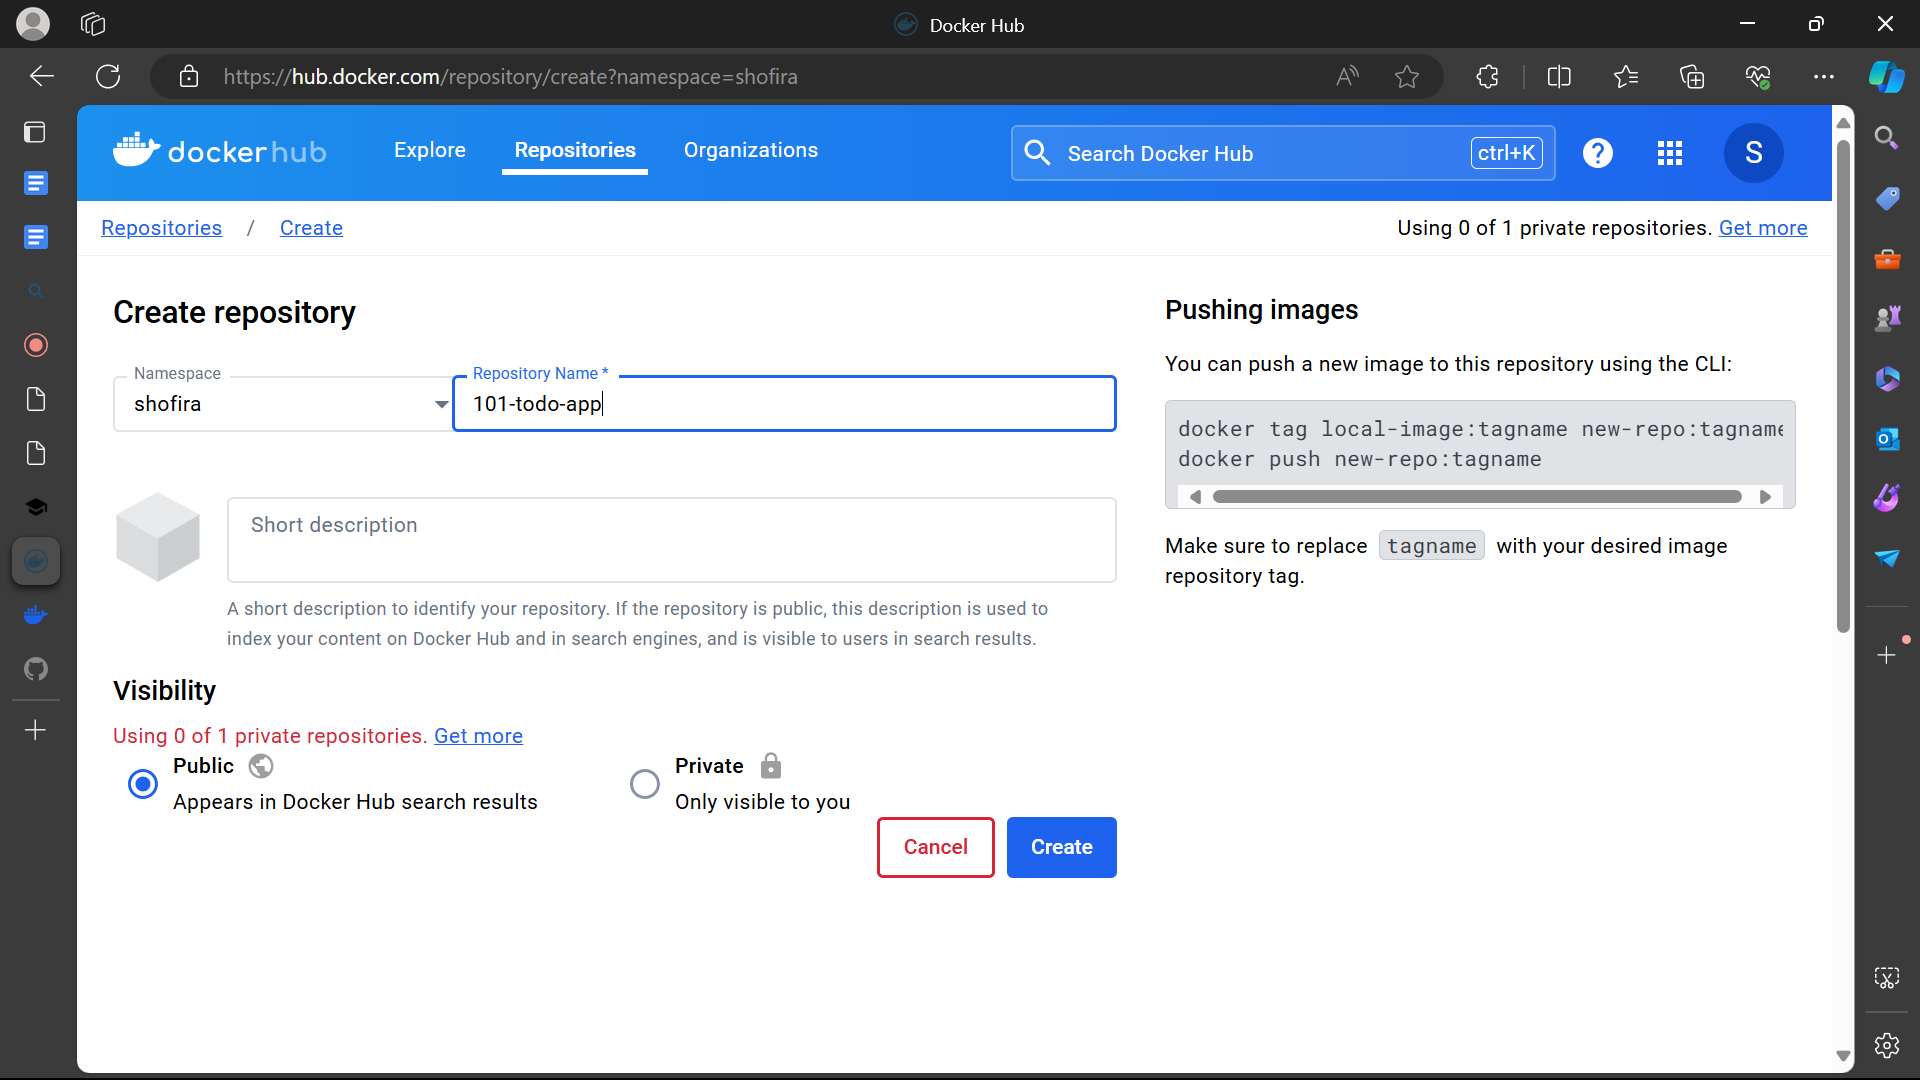 Docker Hub
https://hub.docker.com/repository/create?namespace=shofira
dockerhub
Explore
Repositories
Organizations
Search Docker Hub
ctrl+K
?
S
Repositories / Create
Using 0 of 1 private repositories. Get more
Create repository
Namespace
shofira
Repository Name *
101-todo-app
Short description
A short description to identify your repository. If the repository is public, this description is used to
index your content on Docker Hub and in search engines, and is visible to users in search results.
Visibility
Using 0 of 1 private repositories. Get more
Public
Appears in Docker Hub search results
Private
Only visible to you
Cancel
Create
Pushing images
You can push a new image to this repository using the CLI:
docker tag local-image:tagname new-repo:tagname
docker push new-repo:tagname
Make sure to replace tagname with your desired image
repository tag.